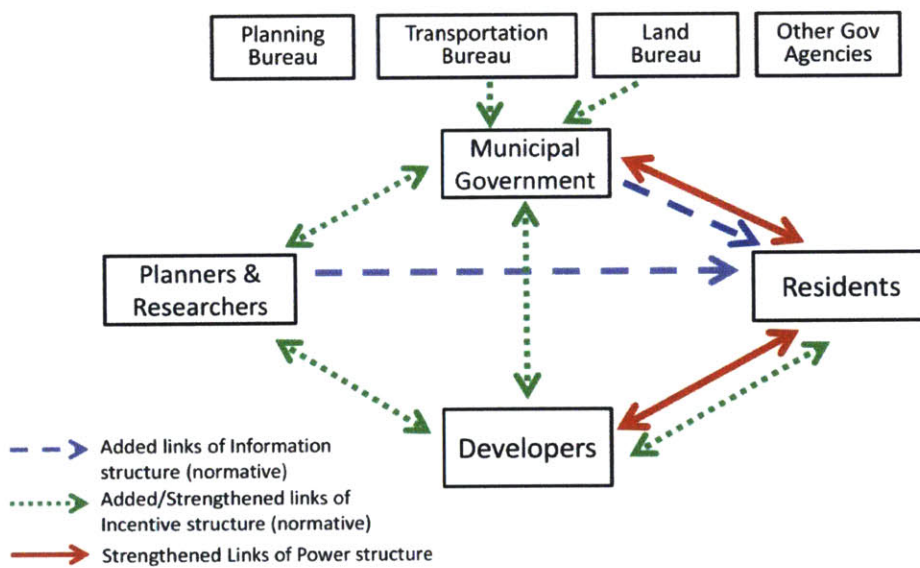 Planning
Bureau
Transportation
Bureau
Land
Bureau
Other Gov
Agencies
Municipal
Government
Planners &
Researchers
Residents
Developers
Added links of Information
structure (normative)
Added/Strengthened links of
Incentive structure (normative)
Strengthened Links of Power structure